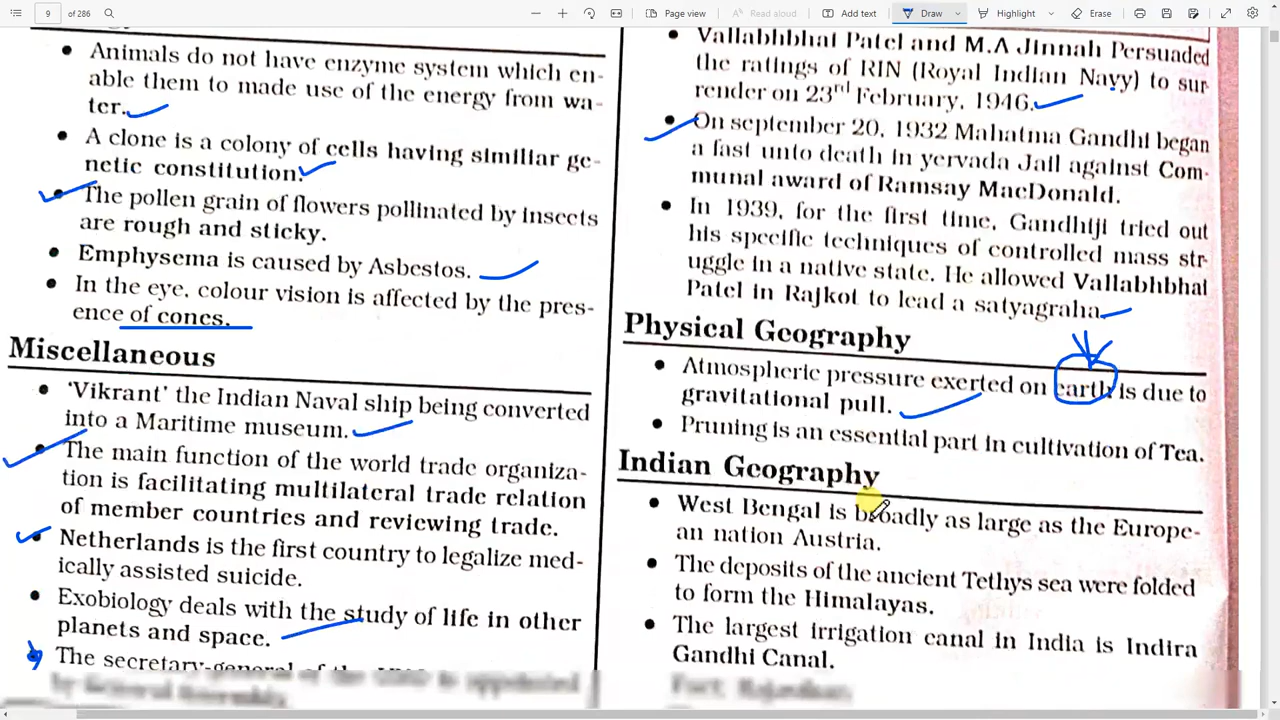 9 of 286
Page view
Read aloud
Add text
Draw
Highlight
Erase
Animals do not have enzyme system which en-
able them to made use of the energy from wa-
ter.
A clone is a colony of cells having similiar ge-
netic constitution.
The pollen grain of flowers pollinated by insects
are rough and sticky.
Emphysema is caused by Asbestos.
In the eye, colour vision is affected by the pres-
ence of cones.
Miscellaneous
'Vikrant' the Indian Naval ship being converted
into a Maritime museum.
The main function of the world trade organiza-
tion is facilitating multilateral trade relation
of member countries and reviewing trade.
Netherlands is the first country to legalize med-
ically assisted suicide.
Exobiology deals with the study of life in other
planets and space.
The secretary-general of the
by General Assembly.
Vallabhbhai Patel and M.A Jinnah Persuaded
the ratings of RIN (Royal Indian Navy) to sur
render on 23rd February, 1946.
On september 20, 1932 Mahatma Gandhi began
a fast unto death in yervada Jail against Com-
munal award of Ramsay MacDonald.
In 1939, for the first time, Gandhiji tried out
his specific techniques of controlled mass str-
uggle in a native state. He allowed Vallabhbhai
Patel in Rajkot to lead a satyagraha.
Physical Geography
Atmospheric pressure exerted on earth is due to
gravitational pull.
Pruning is an essential part in cultivation of Tea.
Indian Geography
West Bengal is broadly as large as the Europe-
an nation Austria.
The deposits of the ancient Tethys sea were folded
to form the Himalayas.
The largest irrigation canal in India is Indira
Gandhi Canal.